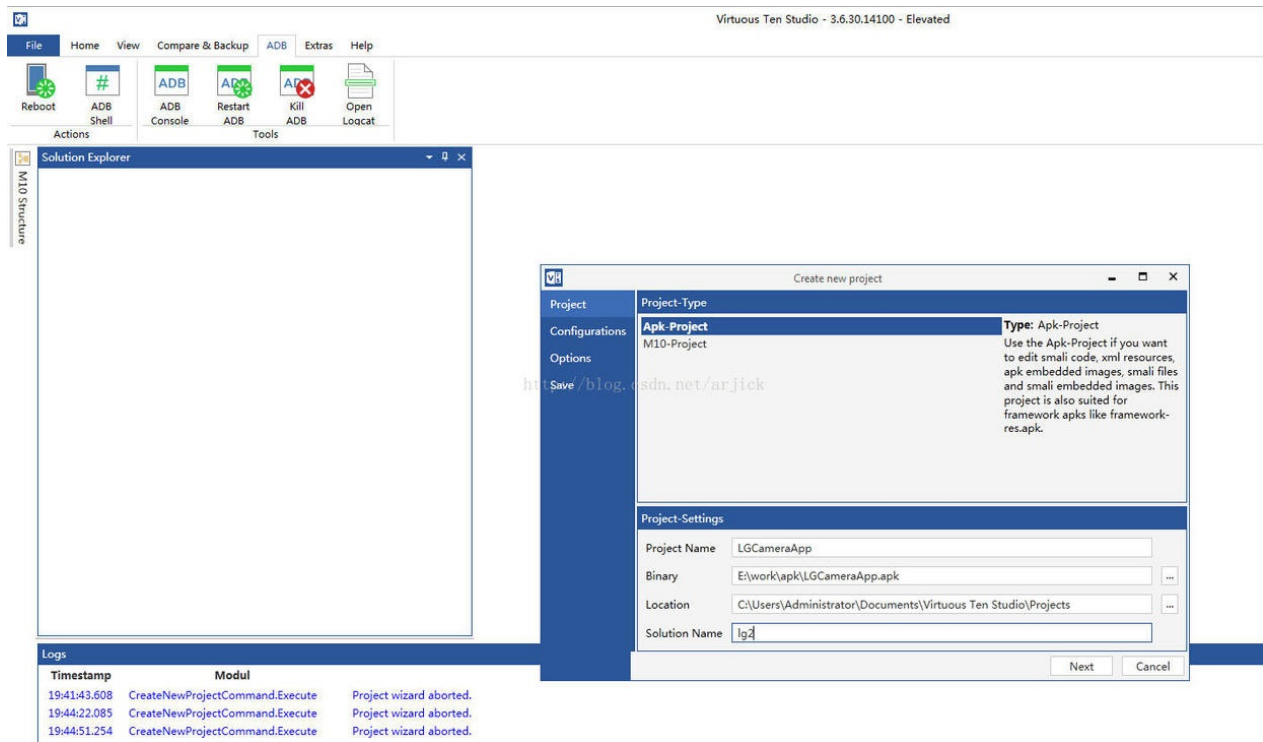 Virtuous Ten Studio - 3.6.30.14100 - Elevated
File Home View Compare & Backup ADB Extras Help
Reboot
#
ADB Shell
ADB
ADB Console
ADB
Restart ADB
ADB
Kill ADB
Open Logcat
Actions
Tools
M10 Structure
Solution Explorer
Create new project
Project
Configurations
Options
Save
Project-Type
Apk-Project
M10-Project
Type: Apk-Project
Use the Apk-Project if you want
to edit smali code, xml resources,
apk embedded images, smali files
and smali embedded images. This
project is also suited for
framework apks like framework-
res.apk.
http://blog.csdn.net/arjick
Project-Settings
Project Name LGCameraApp
Binary E:\work\apk\LGCameraApp.apk ...
Location C:\Users\Administrator\Documents\Virtuous Ten Studio\Projects ...
Solution Name lg2
Next Cancel
Logs
Timestamp Modul
19:41:43.608 CreateNewProjectCommand.Execute Project wizard aborted.
19:44:22.085 CreateNewProjectCommand.Execute Project wizard aborted.
19:44:51.254 CreateNewProjectCommand.Execute Project wizard aborted.